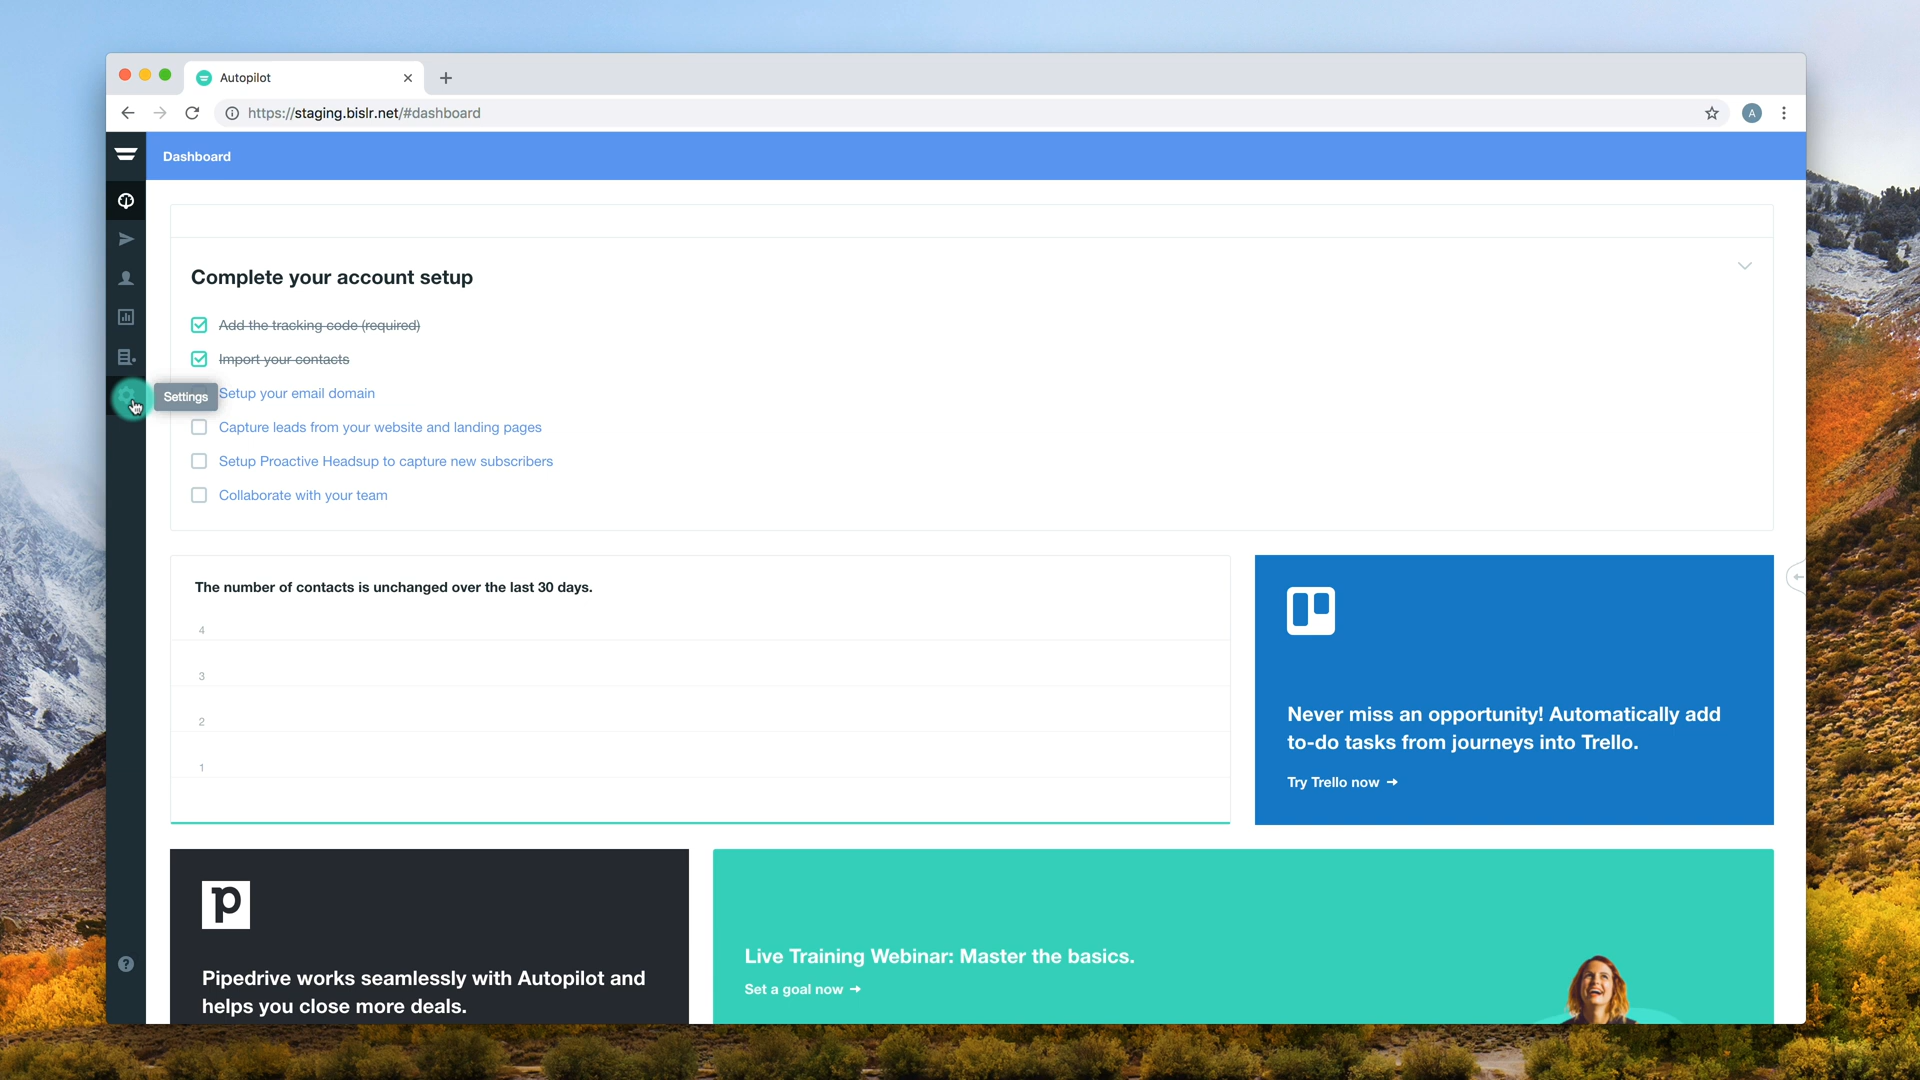 Autopilot
https://staging.bislr.net/#dashboard
A
Dashboard
Complete your account setup
Add the tracking code (required)
Import your contacts
Settings
Setup your email domain
Capture leads from your website and landing pages
Setup Proactive Headsup to capture new subscribers
Collaborate with your team
The number of contacts is unchanged over the last 30 days.
4
3
2
1
Never miss an opportunity! Automatically add
to-do tasks from journeys into Trello.
Try Trello now →
p
Pipedrive works seamlessly with Autopilot and
helps you close more deals.
Live Training Webinar: Master the basics.
Set a goal now →
?